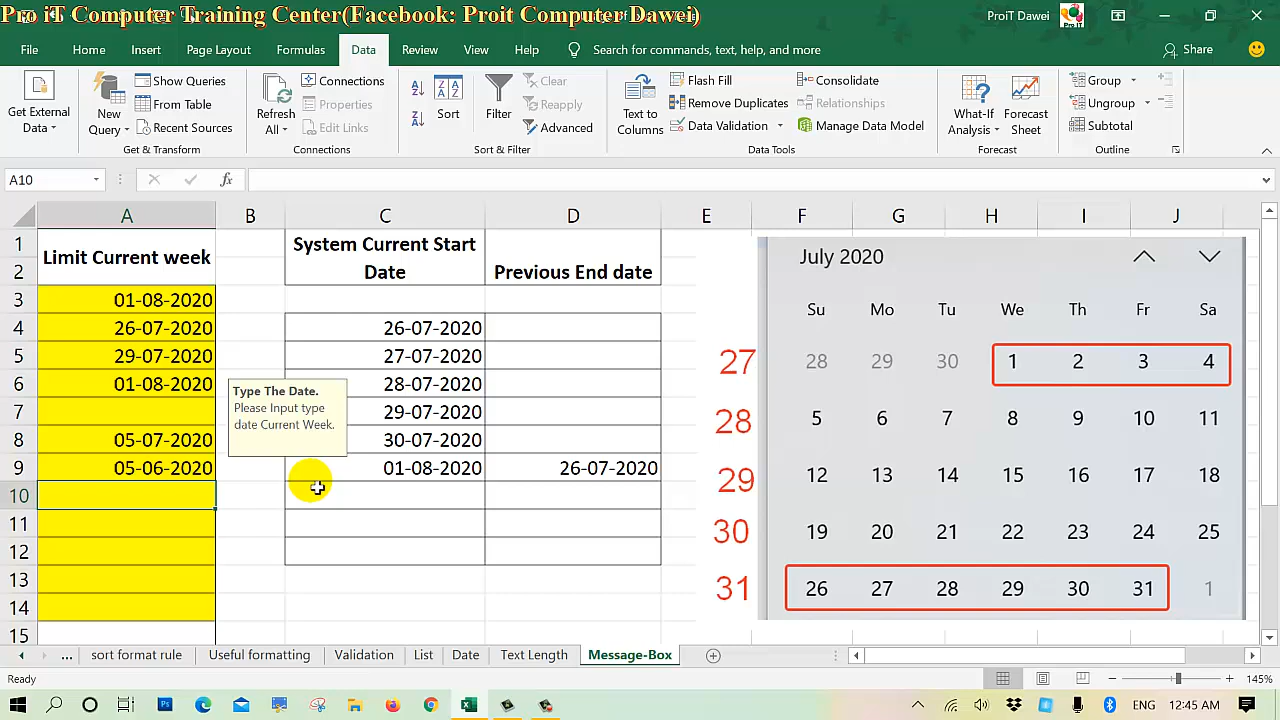 Pro iT Computer Training Center(Facebook: Proit Computer Dawei)
ProiT Dawei
File Home Insert Page Layout Formulas Data Review View Help Search for commands, text, help, and more Share
Get External Data
New Query
Show Queries
From Table
Recent Sources
Get & Transform
Refresh All
Connections
Properties
Edit Links
Connections
Sort
Filter
Clear
Reapply
Advanced
Sort & Filter
Text to Columns
Flash Fill
Remove Duplicates
Data Validation
Consolidate
Relationships
Manage Data Model
Data Tools
What-If Analysis
Forecast Sheet
Forecast
Group
Ungroup
Subtotal
Outline
A10 fx
A B C D E F G H I J
1 Limit Current week System Current Start Date
2 Previous End date
3 01-08-2020
4 26-07-2020 26-07-2020
5 29-07-2020 27-07-2020
6 01-08-2020 28-07-2020
7 29-07-2020
8 05-07-2020 30-07-2020
9 05-06-2020 01-08-2020 26-07-2020
10
11
12
13
14
15
Type The Date.
Please Input type
date Current Week.
July 2020
Su Mo Tu We Th Fr Sa
27 28 29 30 1 2 3 4
28 5 6 7 8 9 10 11
29 12 13 14 15 16 17 18
30 19 20 21 22 23 24 25
31 26 27 28 29 30 31 1
... sort format rule Useful formatting Validation List Date Text Length Message-Box
Ready 145%
ENG 12:45 AM